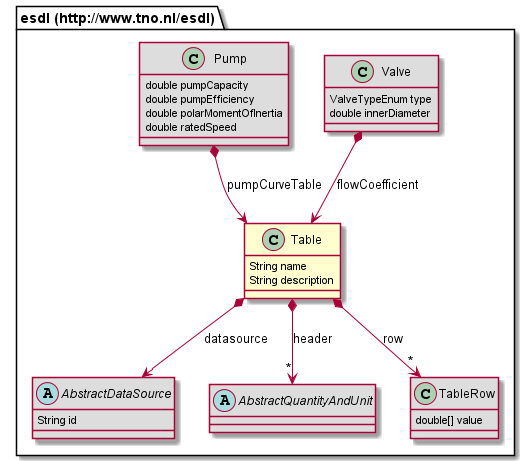 esdl (http://www.tno.nl/esdl)
C Pump
double pumpCapacity
double pumpEfficiency
double polarMomentOfInertia
double ratedSpeed
C Valve
ValveTypeEnum type
double innerDiameter
pumpCurveTable
flowCoefficient
C Table
String name
String description
datasource
header
row
*
*
A AbstractDataSource
String id
A AbstractQuantityAndUnit
C TableRow
double[] value